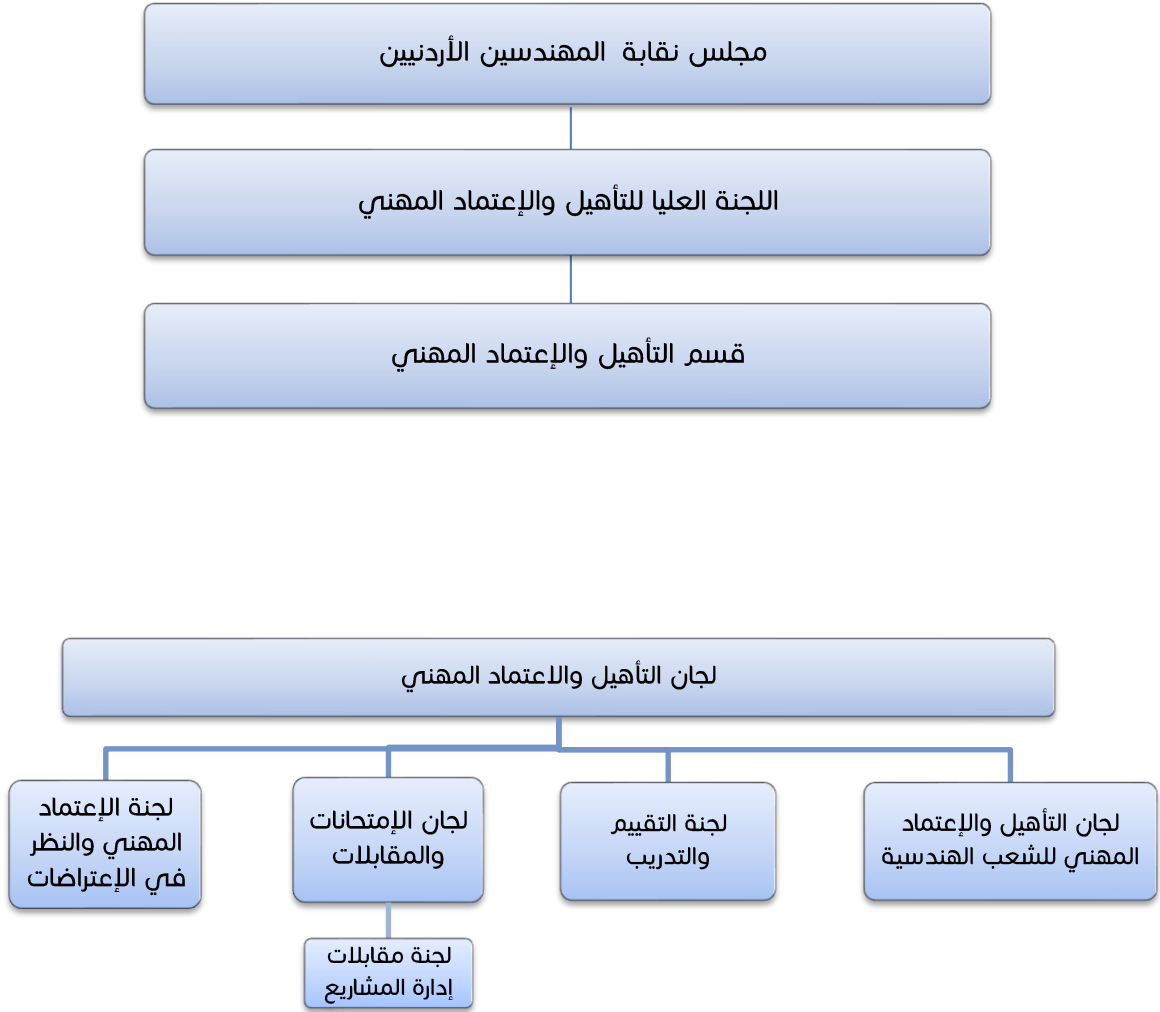 مجلس نقابة المهندسين الأردنيين
اللجنة العليا للتأهيل والإعتماد المهني
قسم التأهيل والإعتماد المهني
لجان التأهيل والاعتماد المهني
لجان التأهيل والإعتماد
المهني للشعب الهندسية
لجنة التقييم
والتدريب
لجان الإمتحانات
والمقابلات
لجنة الإعتماد
المهني والنظر
في الإعتراضات
لجنة مقابلات
إدارة المشاريع